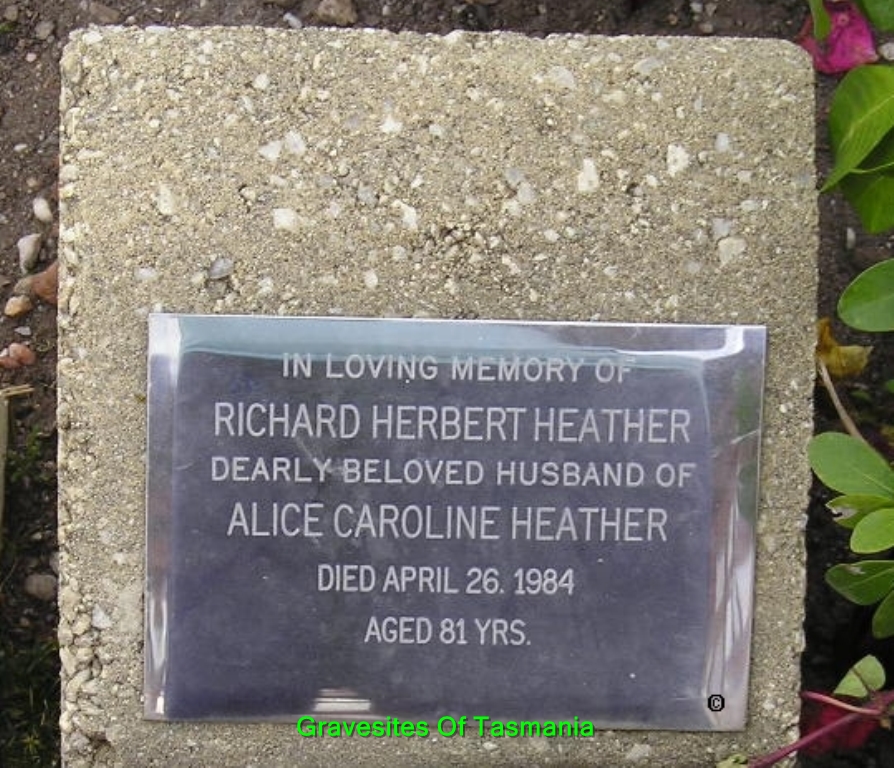 IN LOVING MEMORY OF
RICHARD HERBERT HEATHER
DEARLY BELOVED HUSBAND OF
ALICE CAROLINE HEATHER
DIED APRIL 26. 1984
AGED 81 YRS.
©
Gravesites Of Tasmania